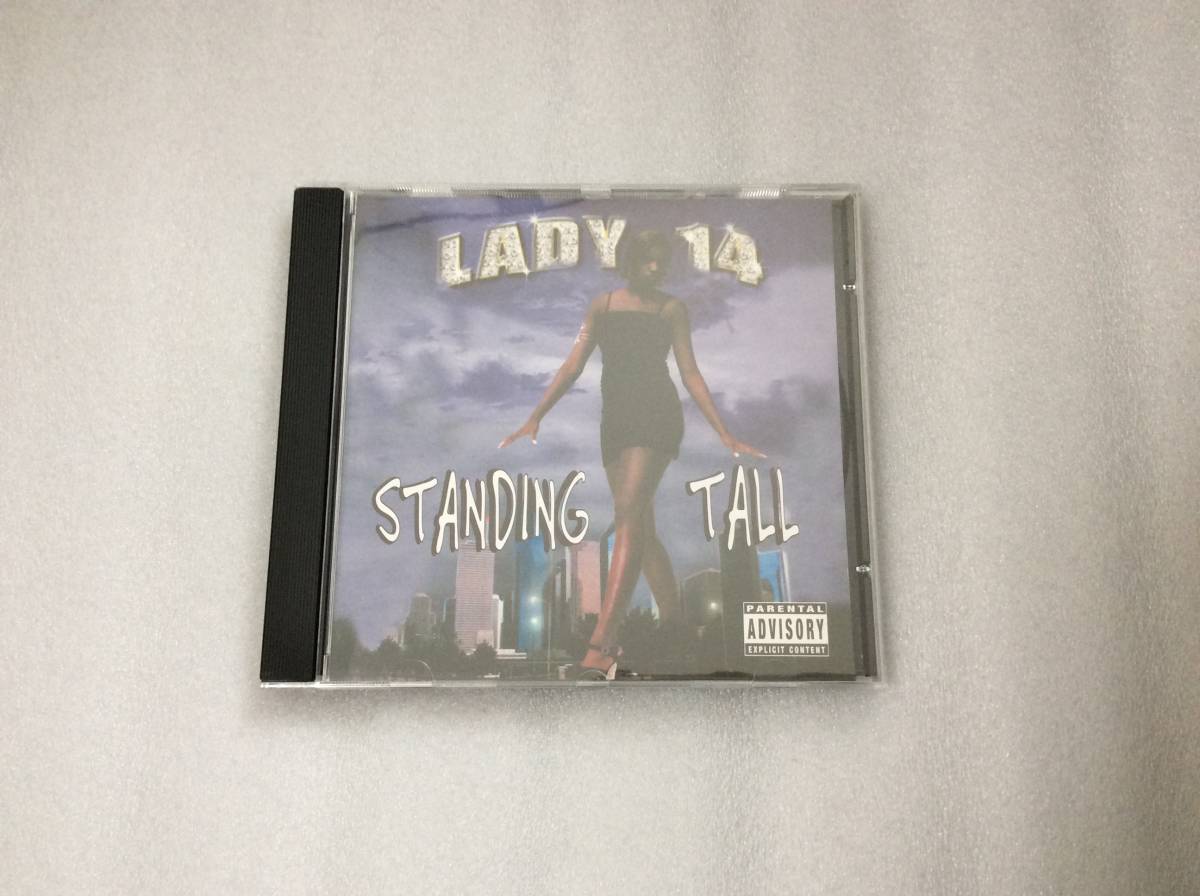 LADY 14
STANDING TALL
PARENTAL
ADVISORY
EXPLICIT CONTENT